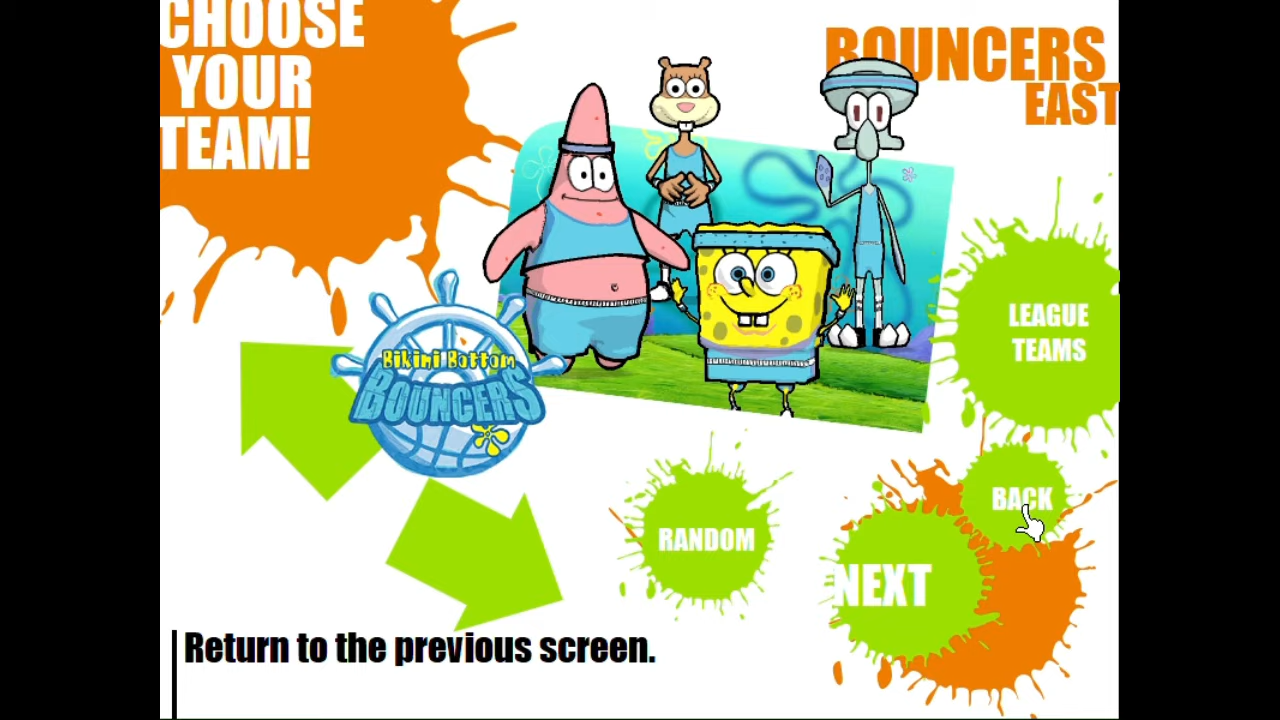 CHOOSE
YOUR
TEAM!
BOUNCERS
EAST
LEAGUE
TEAMS
Bikini Bottom
BOUNCERS
BACK
RANDOM
NEXT
Return to the previous screen.